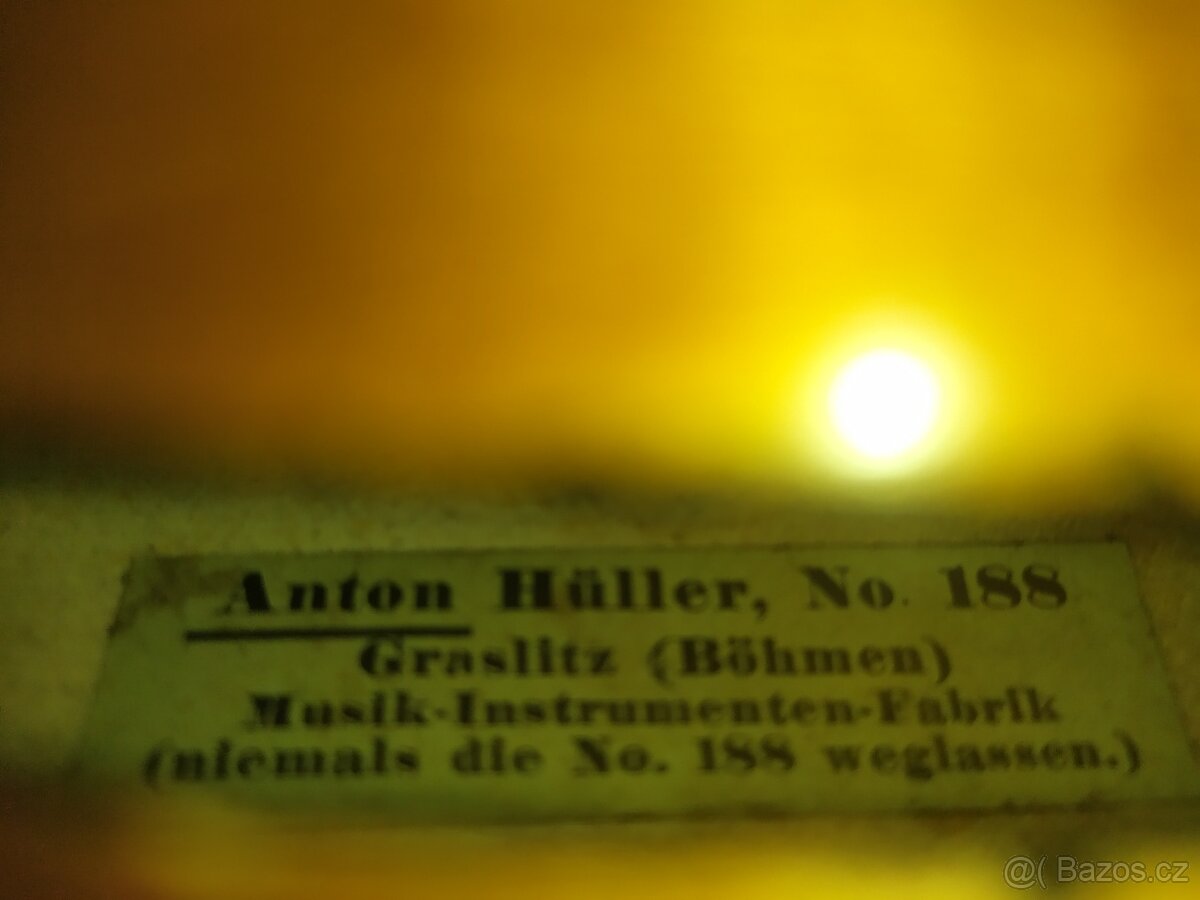 Anton Hüller, No. 188
Graslitz (Böhmen)
Musik-Instrumenten-Fabrik
(niemals die No. 188 weglassen.)
@( Bazos.cz